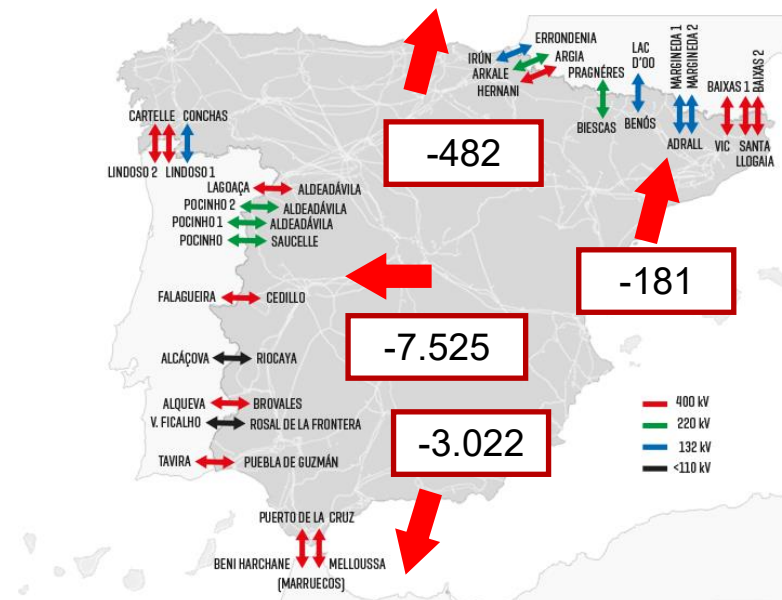 ERRONDENIA
IRÚN
ARGIA
ARKALE
PRAGNÉRES
HERNANI
LAC
D'OO
MARGINEDA 1
MARGINEDA 2
BAIXAS 1
BAIXAS 2
CARTELLE
CONCHAS
BIESCAS
BENÓS
ADRALL
VIC
SANTA
LLOGAIA
-482
LINDOSO 2
LINDOSO 1
LAGOAÇA
ALDEADÁVILA
POCINHO 2
ALDEADÁVILA
POCINHO 1
ALDEADÁVILA
POCINHO
SAUCELLE
-181
FALAGUEIRA
CEDILLO
-7.525
ALCÁÇOVA
RIOCAYA
ALQUEVA
BROVALES
V. FICALHO
ROSAL DE LA FRONTERA
-3.022
400 kV
220 kV
132 kV
<110 kV
TAVIRA
PUEBLA DE GUZMÁN
PUERTO DE LA CRUZ
BENI HARCHANE
MELLOUSSA
(MARRUECOS)